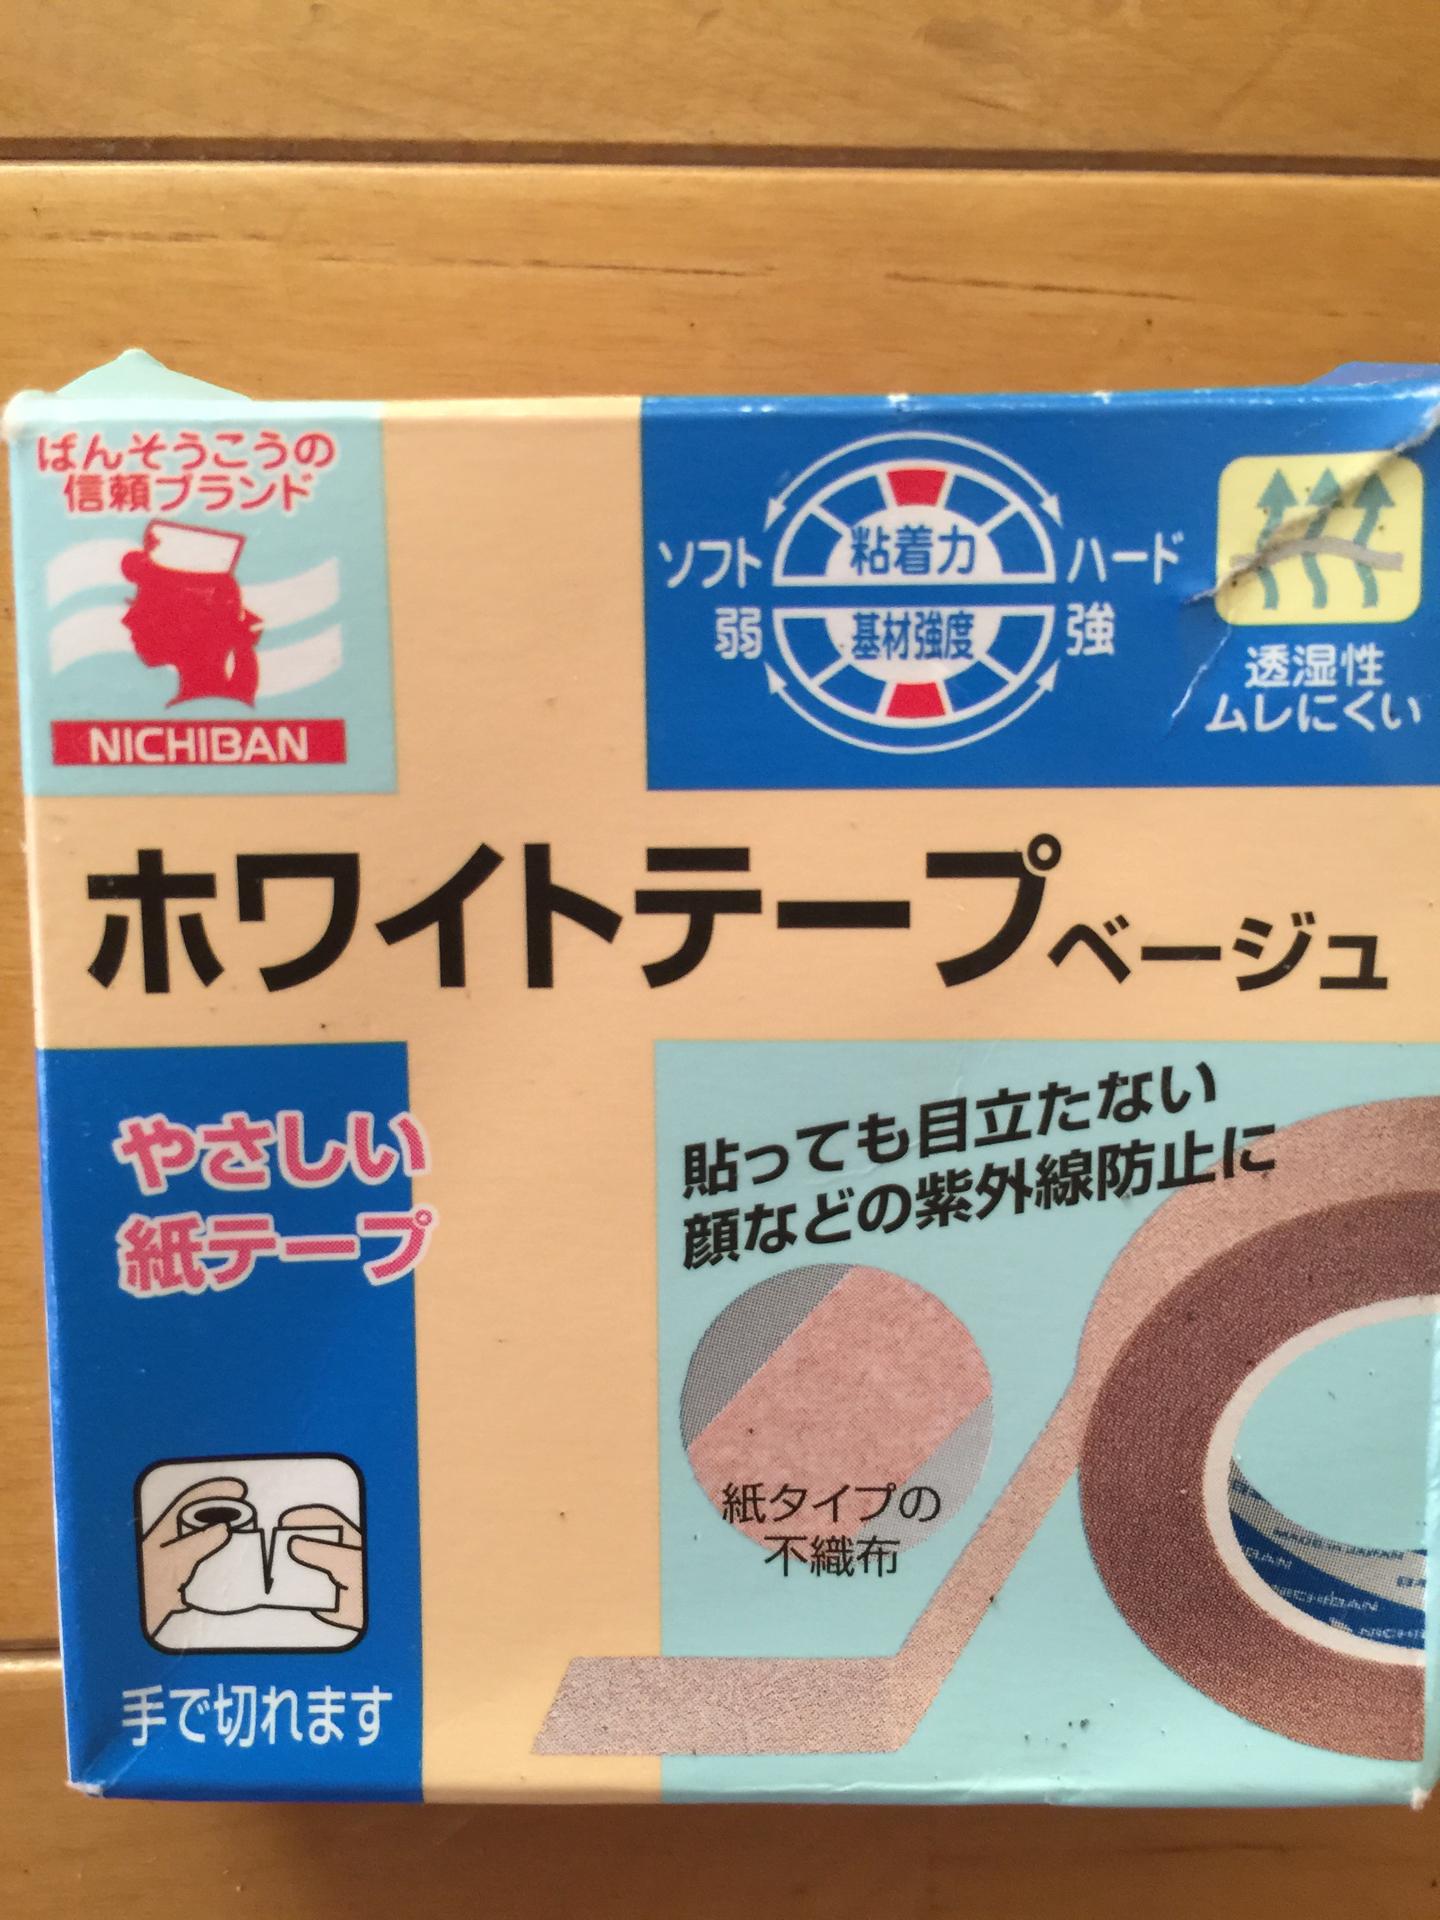 ばんそうこうの
信頼ブランド
NICHIBAN
粘着力
ソフト
ハード
基材強度
弱
強
透湿性
ムレにくい
ホワイトテープベージュ
やさしい
紙テープ
貼っても目立たない
顔などの紫外線防止に
紙タイプの
不織布
手で切れます
MADE IN JAPAN
NICHIBAN